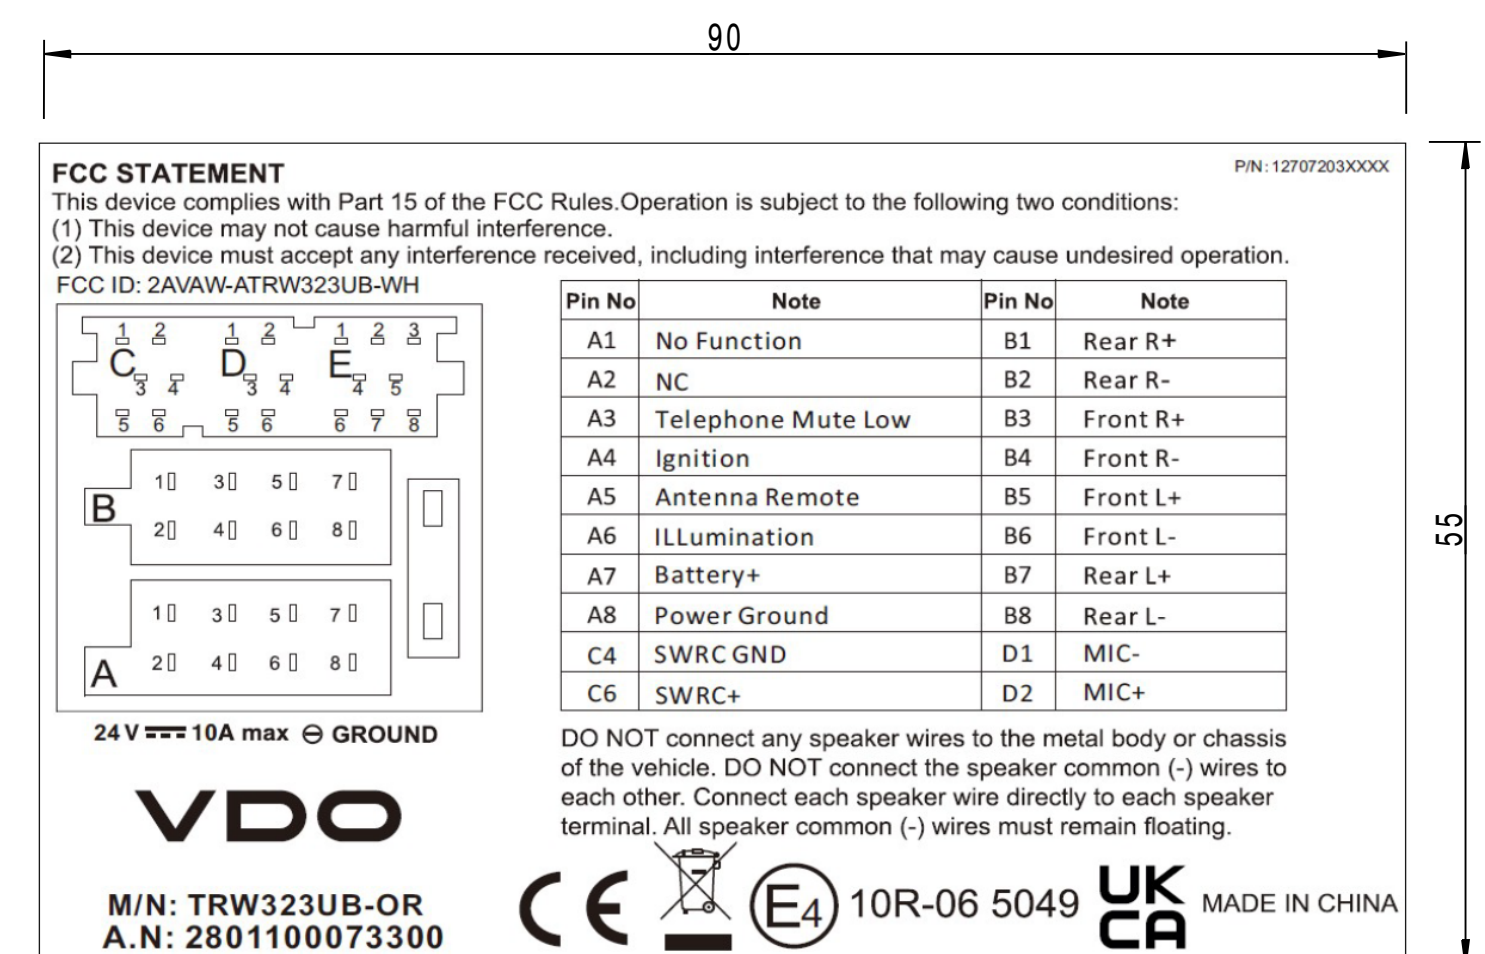 90
FCC STATEMENT
P/N:12707203XXXX
This device complies with Part 15 of the FCC Rules.Operation is subject to the following two conditions:
(1) This device may not cause harmful interference.
(2) This device must accept any interference received, including interference that may cause undesired operation.
FCC ID: 2AVAW-ATRW323UB-WH
1 2 1 2 1 2 3
C D E
3 4 3 4 4 5
5 6 5 6 6 7 8
1 3 5 7
B
2 4 6 8
1 3 5 7
A
2 4 6 8
24V 10A max GROUND
Pin No Note Pin No Note
A1 No Function B1 Rear R+
A2 NC B2 Rear R-
A3 Telephone Mute Low B3 Front R+
A4 Ignition B4 Front R-
A5 Antenna Remote B5 Front L+
A6 ILLumination B6 Front L-
A7 Battery+ B7 Rear L+
A8 Power Ground B8 Rear L-
C4 SWRC GND D1 MIC-
C6 SWRC+ D2 MIC+
55
DO NOT connect any speaker wires to the metal body or chassis
of the vehicle. DO NOT connect the speaker common (-) wires to
each other. Connect each speaker wire directly to each speaker
terminal. All speaker common (-) wires must remain floating.
VDO
M/N: TRW323UB-OR
A.N: 2801100073300
CE
E4
10R-06 5049
UK
CA
MADE IN CHINA